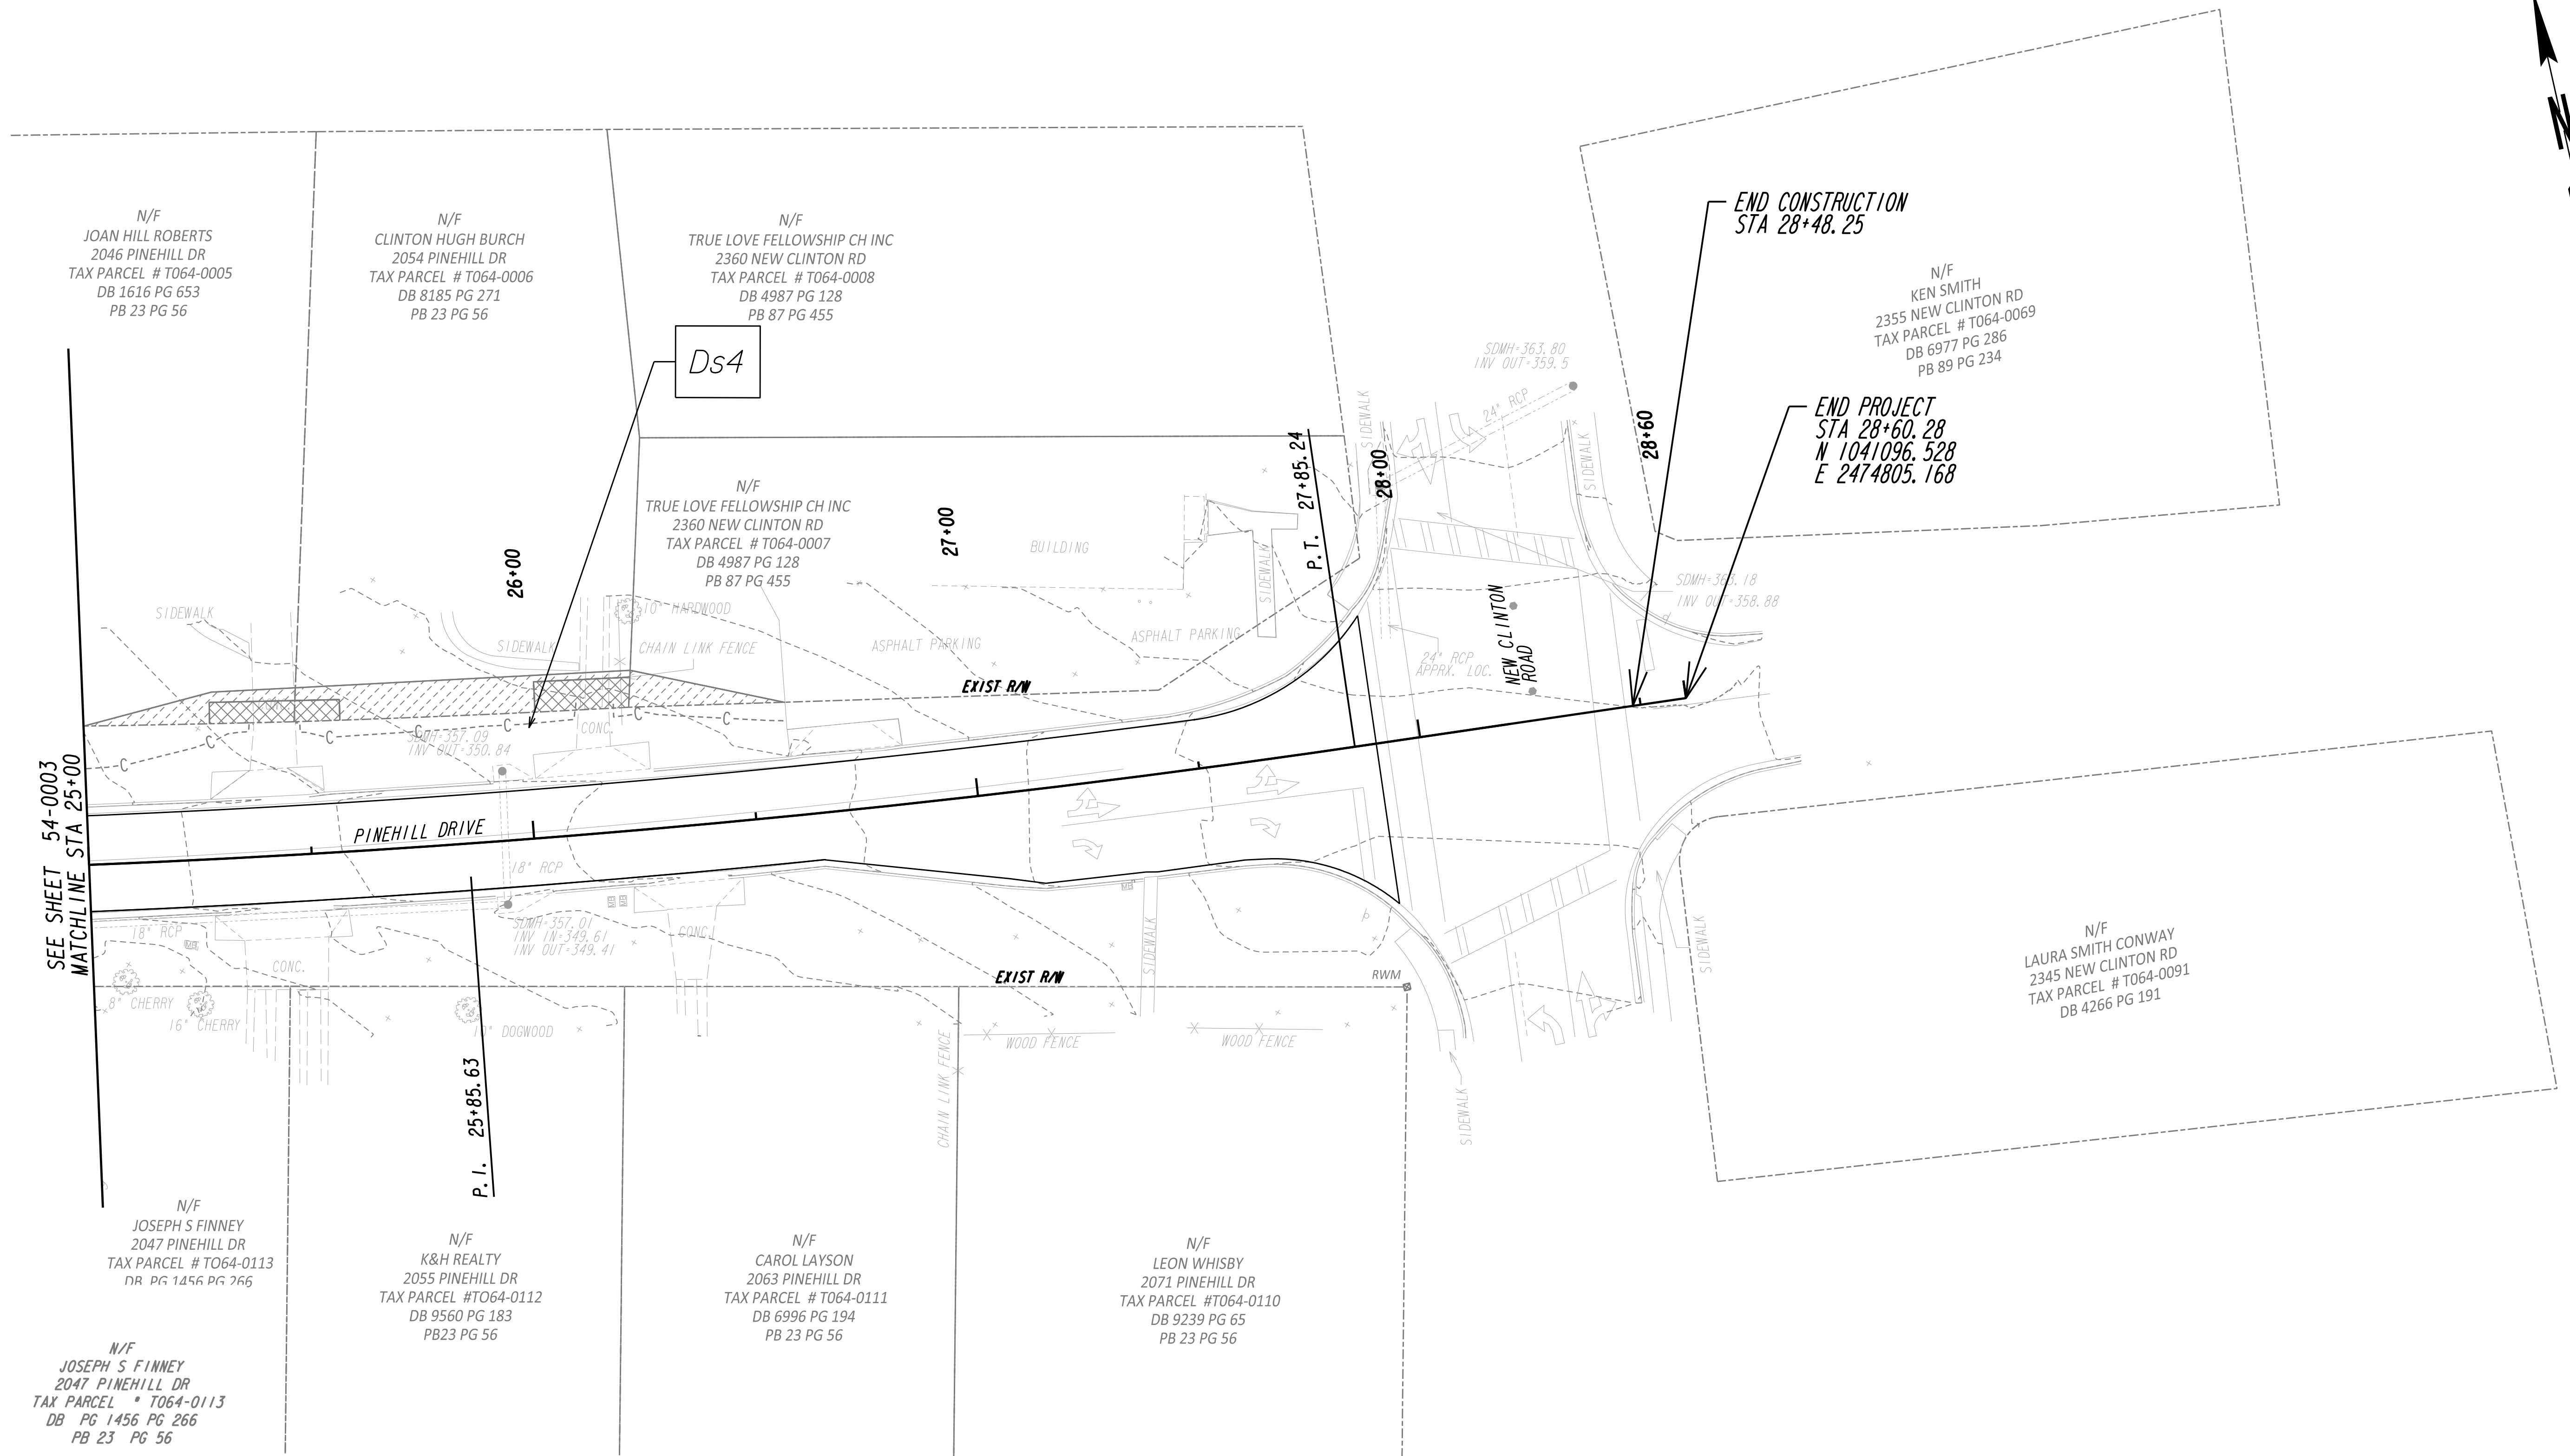 N/F
JOAN HILL ROBERTS
2046 PINEHILL DR
TAX PARCEL # T064-0005
DB 1616 PG 653
PB 23 PG 56
N/F
CLINTON HUGH BURCH
2054 PINEHILL DR
TAX PARCEL # T064-0006
DB 8185 PG 271
PB 23 PG 56
N/F
TRUE LOVE FELLOWSHIP CH INC
2360 NEW CLINTON RD
TAX PARCEL # T064-0008
DB 4987 PG 128
PB 87 PG 455
Ds4
END CONSTRUCTION
STA 28+48.25
N/F
KEN SMITH
2355 NEW CLINTON RD
TAX PARCEL # T064-0069
DB 6977 PG 286
PB 89 PG 234
SDMH=363.80
INV OUT=359.5
24" RCP
SIDEWALK
SIDEWALK
28+60
END PROJECT
STA 28+60.28
N 1041096.528
E 2474805.168
N/F
TRUE LOVE FELLOWSHIP CH INC
2360 NEW CLINTON RD
TAX PARCEL # T064-0007
DB 4987 PG 128
PB 87 PG 455
26+00
27+00
P.T. 27+85.24
28+00
BUILDING
SIDEWALK
SDMH=363.18
INV OUT=358.88
SIDEWALK
SIDEWALK
10" HARDWOOD
CHAIN LINK FENCE
ASPHALT PARKING
ASPHALT PARKING
24" RCP
APPRX. LOC.
NEW CLINTON
ROAD
EXIST R/W
C
C
C
C
C
C
C
CONC.
SDMH=357.09
INV OUT=350.84
SEE SHEET 54-0003
MATCHLINE STA 25+00
PINEHILL DRIVE
18" RCP
SDMH=357.01
INV IN=349.61
INV OUT=349.41
18" RCP
MB
MB
MB
MB
CONC.
CONC.
SIDEWALK
EXIST R/W
RWM
SIDEWALK
8" CHERRY
16" CHERRY
10" DOGWOOD
WOOD FENCE
WOOD FENCE
CHAIN LINK FENCE
SIDEWALK
P.I. 25+85.63
N/F
LAURA SMITH CONWAY
2345 NEW CLINTON RD
TAX PARCEL # T064-0091
DB 4266 PG 191
N/F
JOSEPH S FINNEY
2047 PINEHILL DR
TAX PARCEL # TO64-0113
DB PG 1456 PG 266
N/F
K&H REALTY
2055 PINEHILL DR
TAX PARCEL #TO64-0112
DB 9560 PG 183
PB23 PG 56
N/F
CAROL LAYSON
2063 PINEHILL DR
TAX PARCEL # T064-0111
DB 6996 PG 194
PB 23 PG 56
N/F
LEON WHISBY
2071 PINEHILL DR
TAX PARCEL #T064-0110
DB 9239 PG 65
PB 23 PG 56
N/F
JOSEPH S FINNEY
2047 PINEHILL DR
TAX PARCEL " T064-0113
DB PG 1456 PG 266
PB 23 PG 56